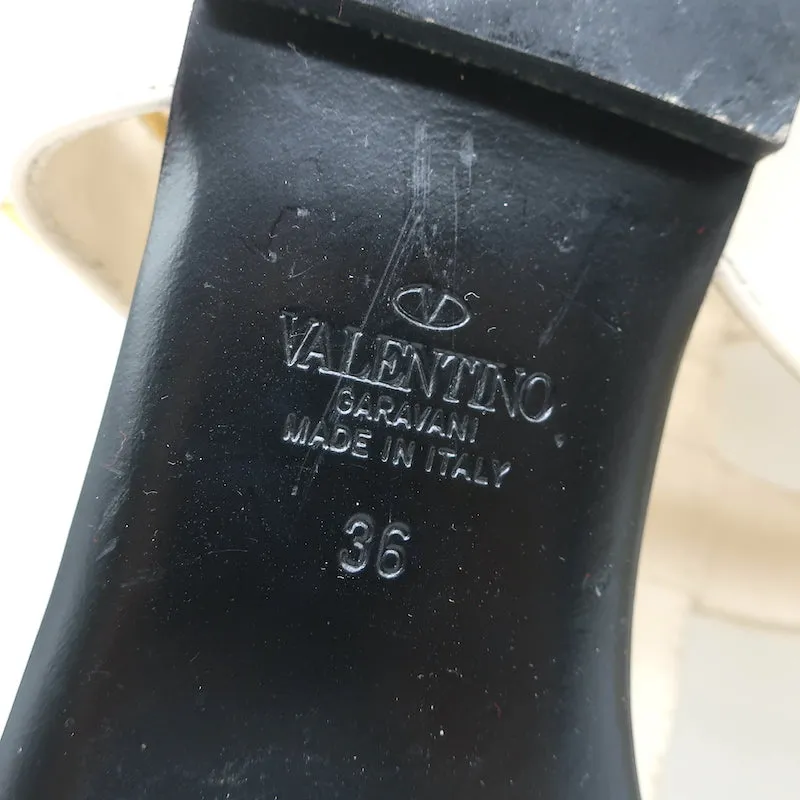 V
VALENTINO
GARAVANI
MADE IN ITALY
36